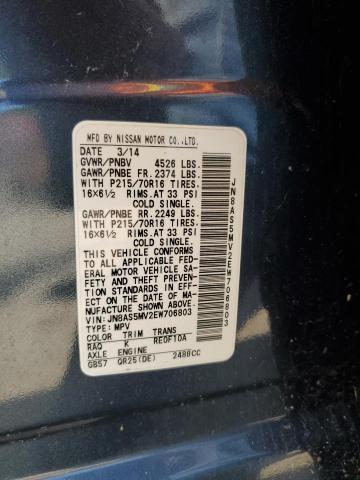 MFD BY NISSAN MOTOR CO.,LTD.
DATE 3/14
GVWR/PNBV 4526 LBS.
GAWR/PNBE FR. 2374 LBS.
WITH P215/70R16 TIRES.
16×6½ RIMS.AT 33 PSI
COLD SINGLE.
GAWR/PNBE RR. 2249 LBS.
WITH P215/70R16 TIRES.
16×6½ RIMS.AT 33 PSI
COLD SINGLE.
THIS VEHICLE CONFORMS
TO ALL APPLICABLE FED-
ERAL MOTOR VEHICLE SA-
FETY AND THEFT PREVEN-
TION STANDARDS IN EFF-
ECT ON THE DATE OF MA-
NUFACTURE SHOWN ABOVE.
VIN:JN8AS5MV2EW706803
TYPE: MPV
COLOR TRIM TRANS
RAQ K RE0F10A
AXLE ENGINE
GB57 QR25(DE) 2488CC
JN8AS5MV2EW706803